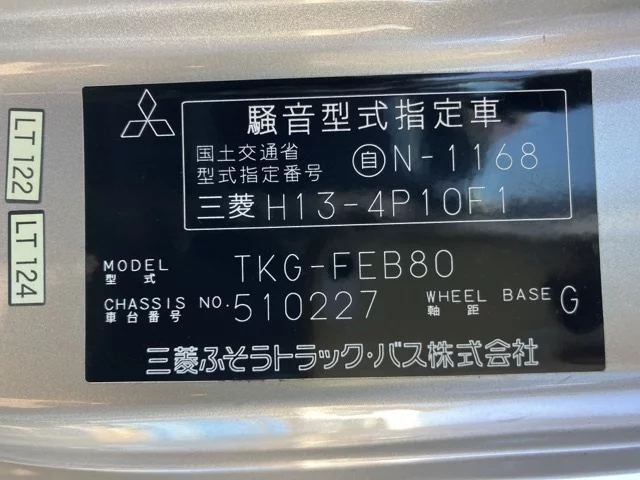 LT 122
LT 124
騒音型式指定車
国土交通省
型式指定番号 自 N-1168
三菱 H13-4P10F1
MODEL
型式 TKG-FEB80
CHASSIS NO.
車台番号 510227
WHEEL BASE
軸距 G
三菱ふそうトラック・バス株式会社